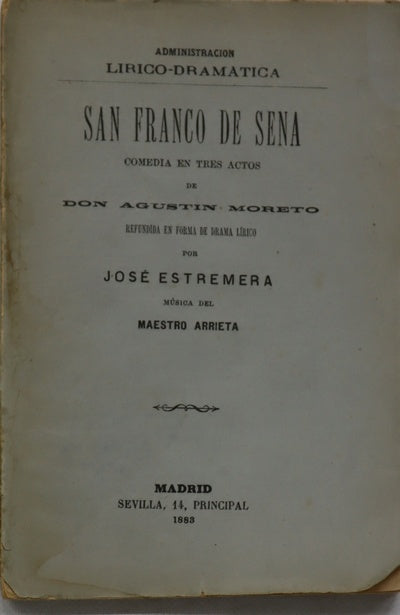 ADMINISTRACION
LIRICO-DRAMATICA
SAN FRANCO DE SENA
COMEDIA EN TRES ACTOS
DE
DON AGUSTIN MORETO
REFUNDIDA EN FORMA DE DRAMA LÍRICO
POR
JOSÉ ESTREMERA
MÚSICA DEL
MAESTRO ARRIETA
MADRID
SEVILLA, 14, PRINCIPAL
1883